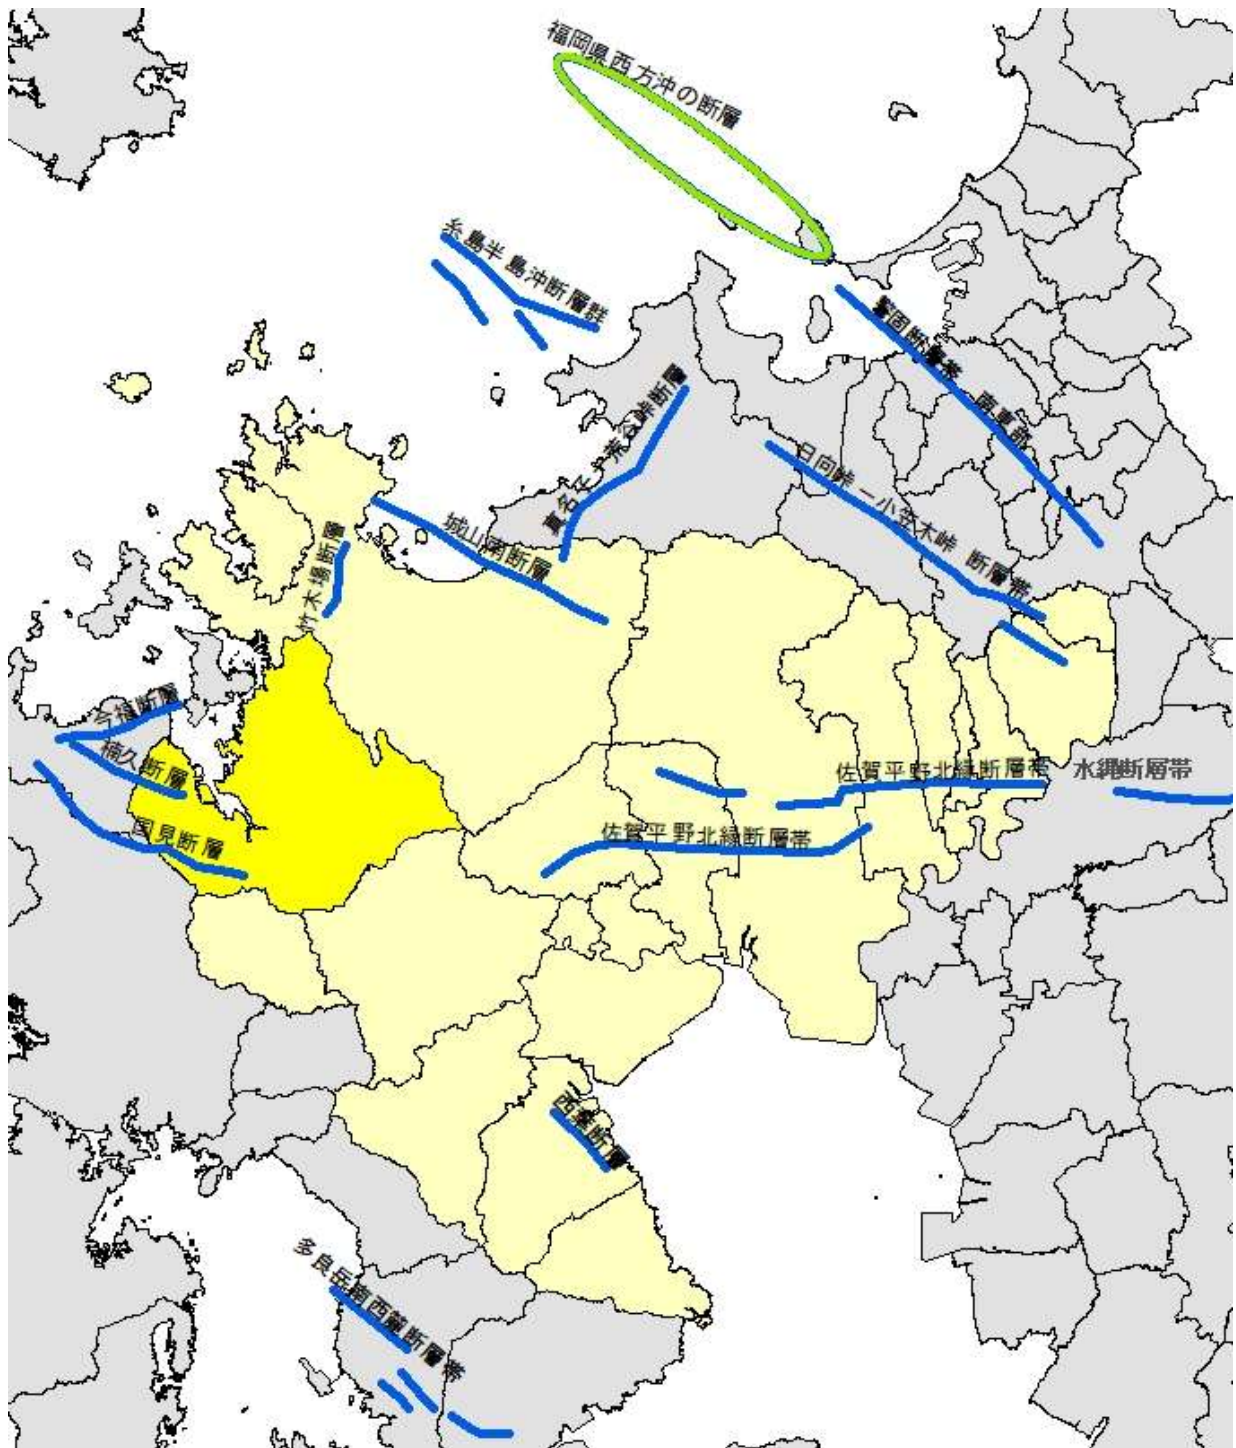 福岡県西方沖の断層
糸島半島沖断層群
警固断層帯 南東部
真名子-荒谷峠断層
日向峠-小笠木峠 断層帯
城山南断層
竹木場断層
今福断層
楠久断層
国見断層
佐賀平野北縁断層帯
水縄断層帯
佐賀平野北縁断層帯
西葉断層
多良岳南西麓断層帯